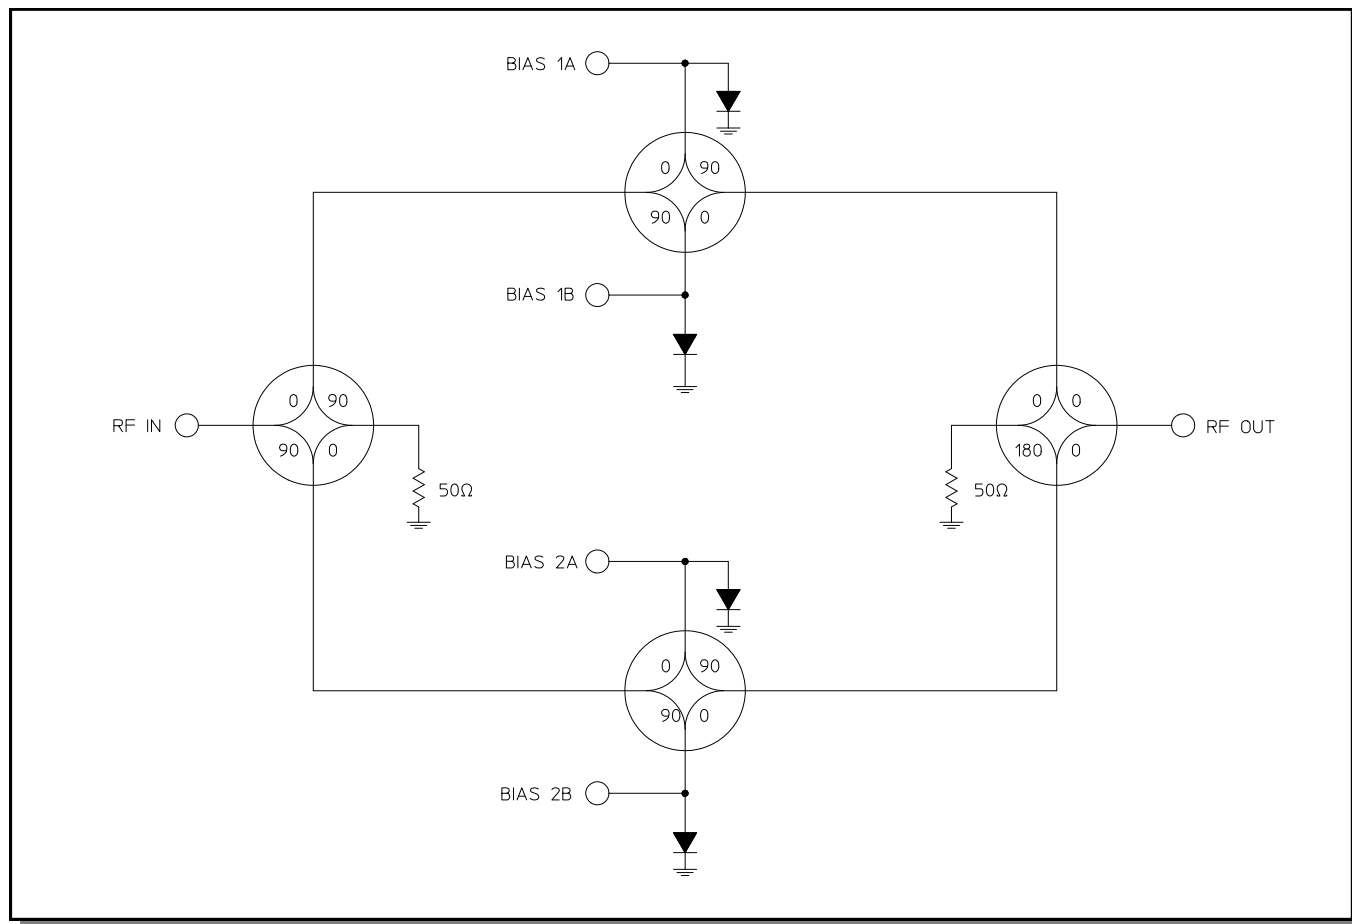 BIAS 1A
0 90
90 0
BIAS 1B
0 90
90 0
RF IN
50Ω
0 0
180 0
RF OUT
50Ω
BIAS 2A
0 90
90 0
BIAS 2B